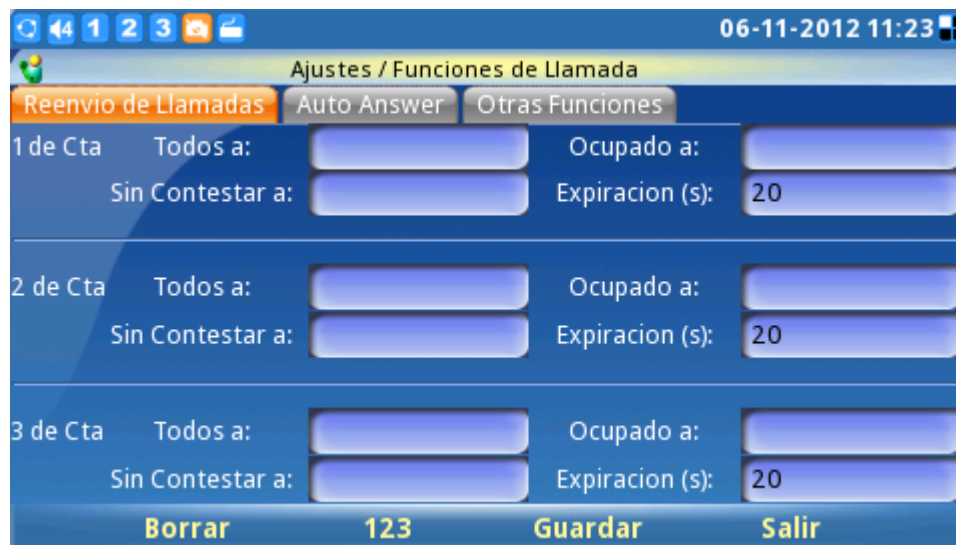 4 1 2 3 06-11-2012 11:23
Ajustes / Funciones de Llamada
Reenvio de Llamadas Auto Answer Otras Funciones
1 de Cta Todos a: Ocupado a:
Sin Contestar a: Expiracion (s): 20
2 de Cta Todos a: Ocupado a:
Sin Contestar a: Expiracion (s): 20
3 de Cta Todos a: Ocupado a:
Sin Contestar a: Expiracion (s): 20
Borrar 123 Guardar Salir